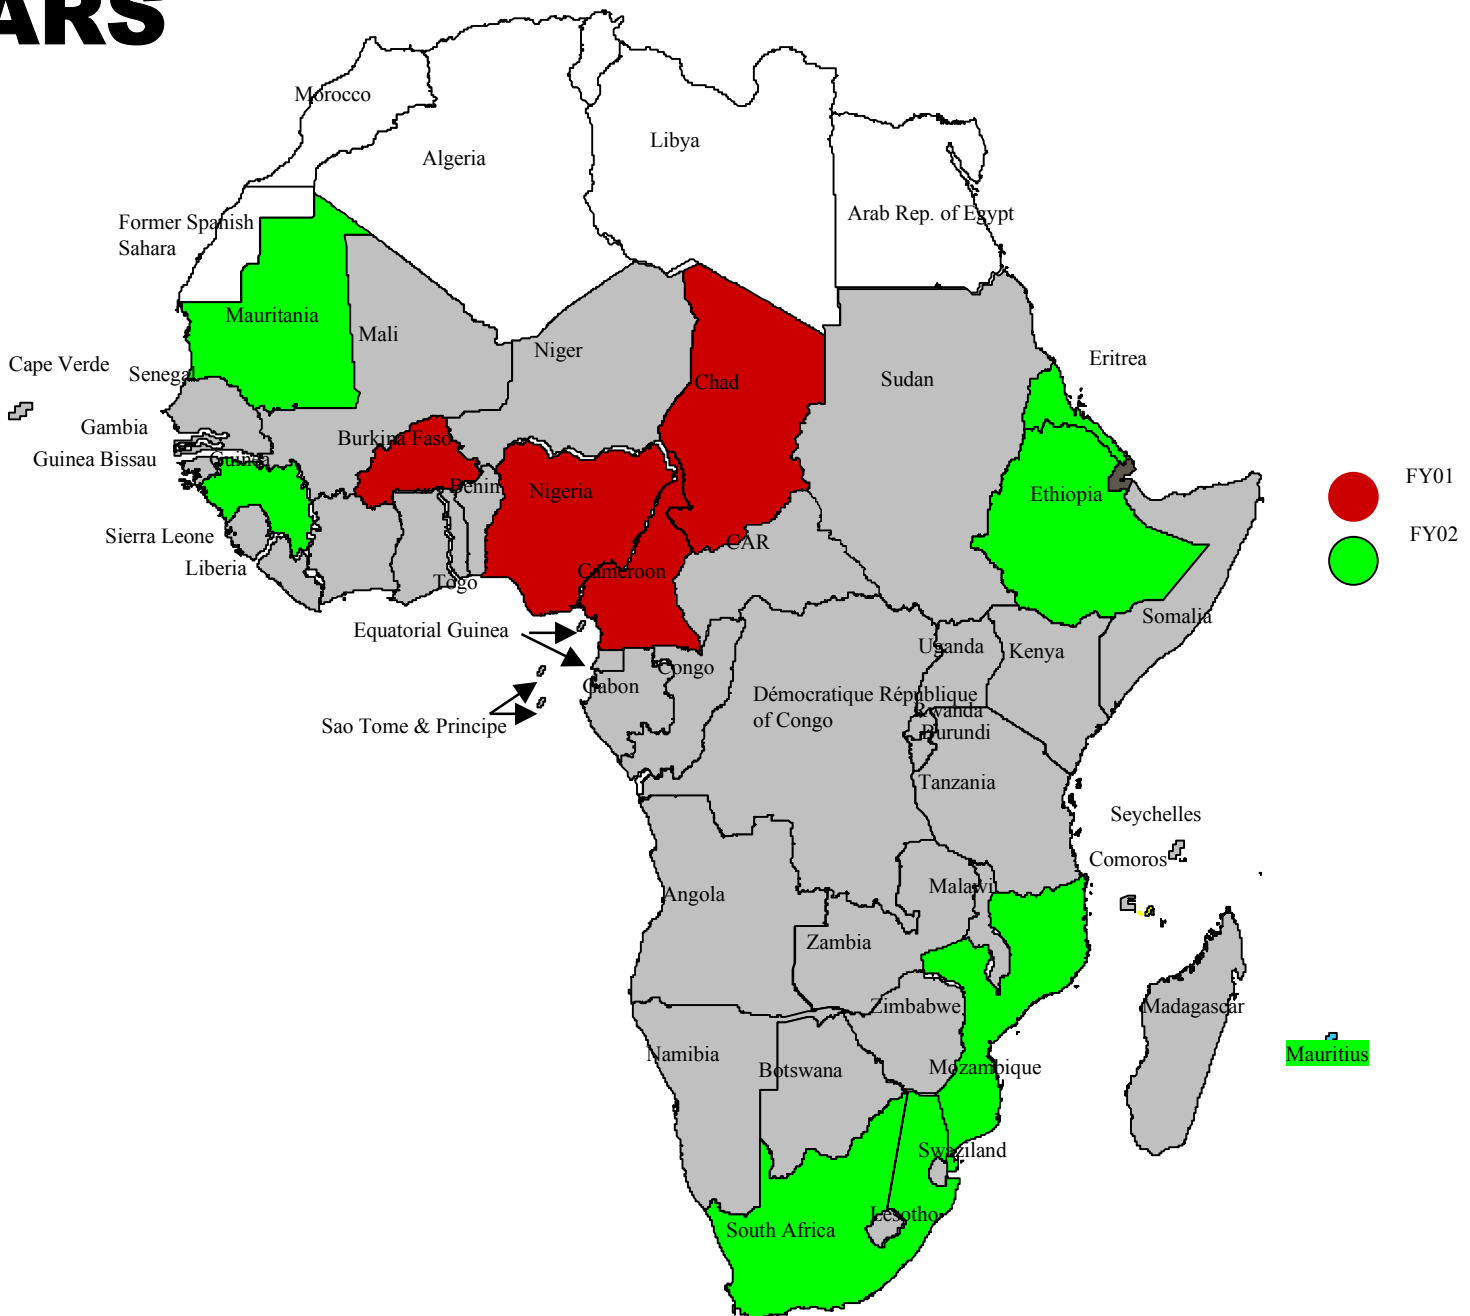 ARS
Morocco
Libya
Algeria
Arab Rep. of Egypt
Former Spanish
Sahara
Mauritania
Mali
Niger
Eritrea
Cape Verde
Senegal
Chad
Sudan
Gambia
Burkina Faso
Guinea Bissau
Guinea
Benin
Nigeria
Ethiopia
FY01
Sierra Leone
CAR
FY02
Liberia
Togo
Cameroon
Somalia
Equatorial Guinea
Uganda
Kenya
Congo
Gabon
Démocratique République
of Congo
Rwanda
Sao Tome & Principe
Burundi
Tanzania
Seychelles
Comoros
Malawi
Angola
Zambia
Zimbabwe
Madagascar
Namibia
Botswana
Mozambique
Mauritius
Swaziland
Lesotho
South Africa